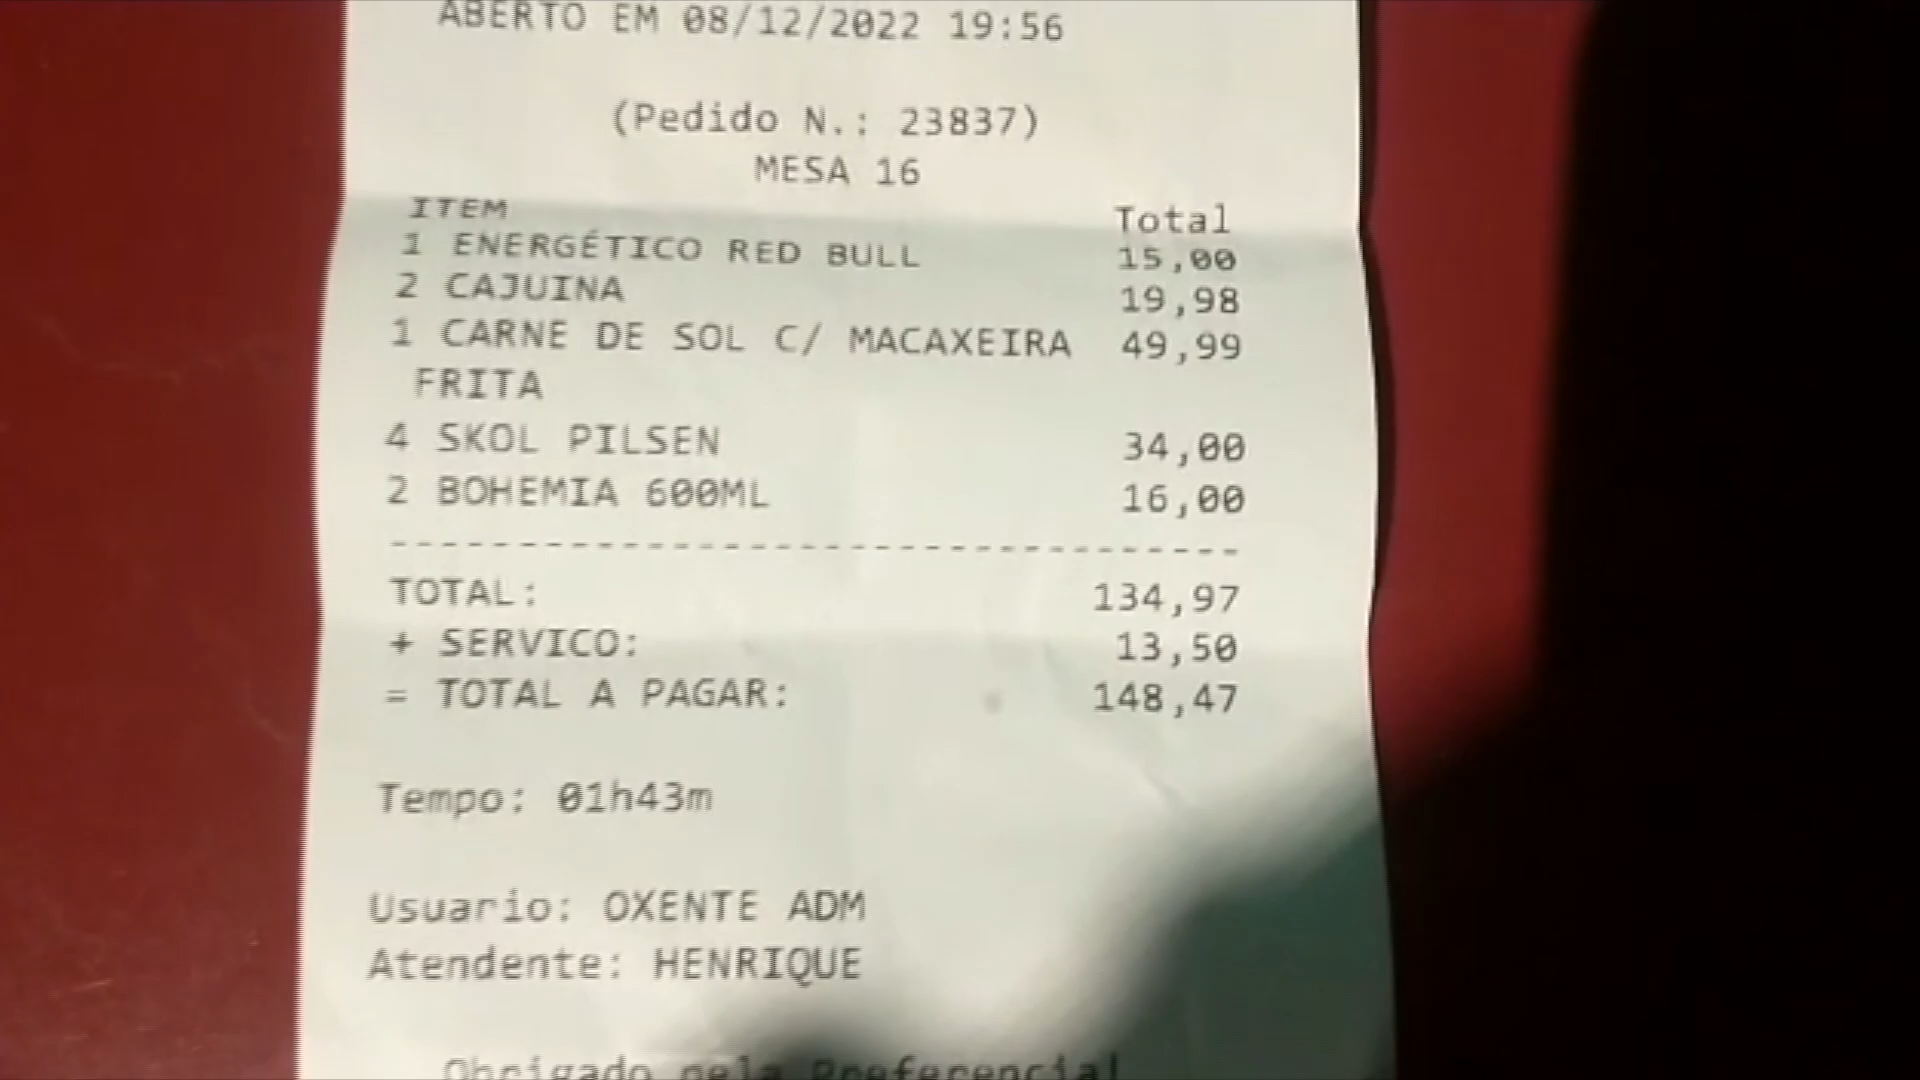 ABERTO EM 08/12/2022 19:56
(Pedido N.: 23837)
MESA 16
ITEM Total
1 ENERGÉTICO RED BULL 15,00
2 CAJUINA 19,98
1 CARNE DE SOL C/ MACAXEIRA 49,99
FRITA
4 SKOL PILSEN 34,00
2 BOHEMIA 600ML 16,00
---------------------------------
TOTAL: 134,97
+ SERVICO: 13,50
= TOTAL A PAGAR: 148,47
Tempo: 01h43m
Usuario: OXENTE ADM
Atendente: HENRIQUE
Obrigado pela Preferencia!